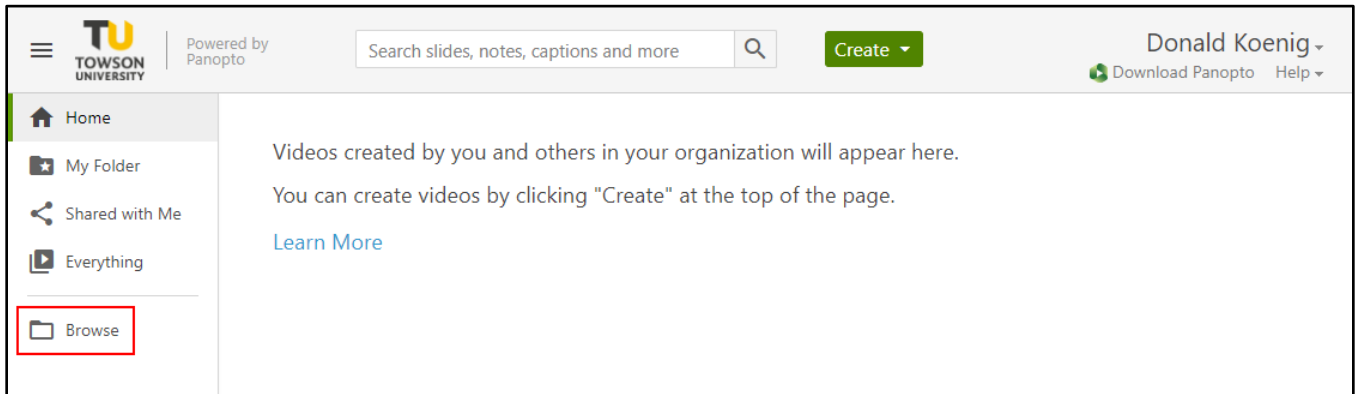 TU
TOWSON
UNIVERSITY
Powered by
Panopto
Search slides, notes, captions and more
Create
Donald Koenig
Download Panopto Help
Home
My Folder
Shared with Me
Everything
Browse
Videos created by you and others in your organization will appear here.
You can create videos by clicking "Create" at the top of the page.
Learn More